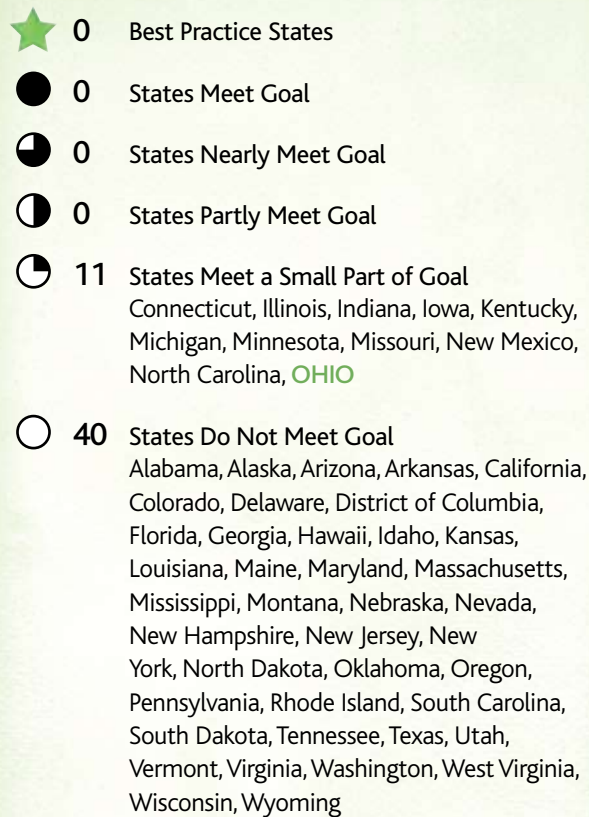 0 Best Practice States
0 States Meet Goal
0 States Nearly Meet Goal
0 States Partly Meet Goal
11 States Meet a Small Part of Goal
Connecticut, Illinois, Indiana, Iowa, Kentucky,
Michigan, Minnesota, Missouri, New Mexico,
North Carolina, OHIO
40 States Do Not Meet Goal
Alabama, Alaska, Arizona, Arkansas, California,
Colorado, Delaware, District of Columbia,
Florida, Georgia, Hawaii, Idaho, Kansas,
Louisiana, Maine, Maryland, Massachusetts,
Mississippi, Montana, Nebraska, Nevada,
New Hampshire, New Jersey, New
York, North Dakota, Oklahoma, Oregon,
Pennsylvania, Rhode Island, South Carolina,
South Dakota, Tennessee, Texas, Utah,
Vermont, Virginia, Washington, West Virginia,
Wisconsin, Wyoming